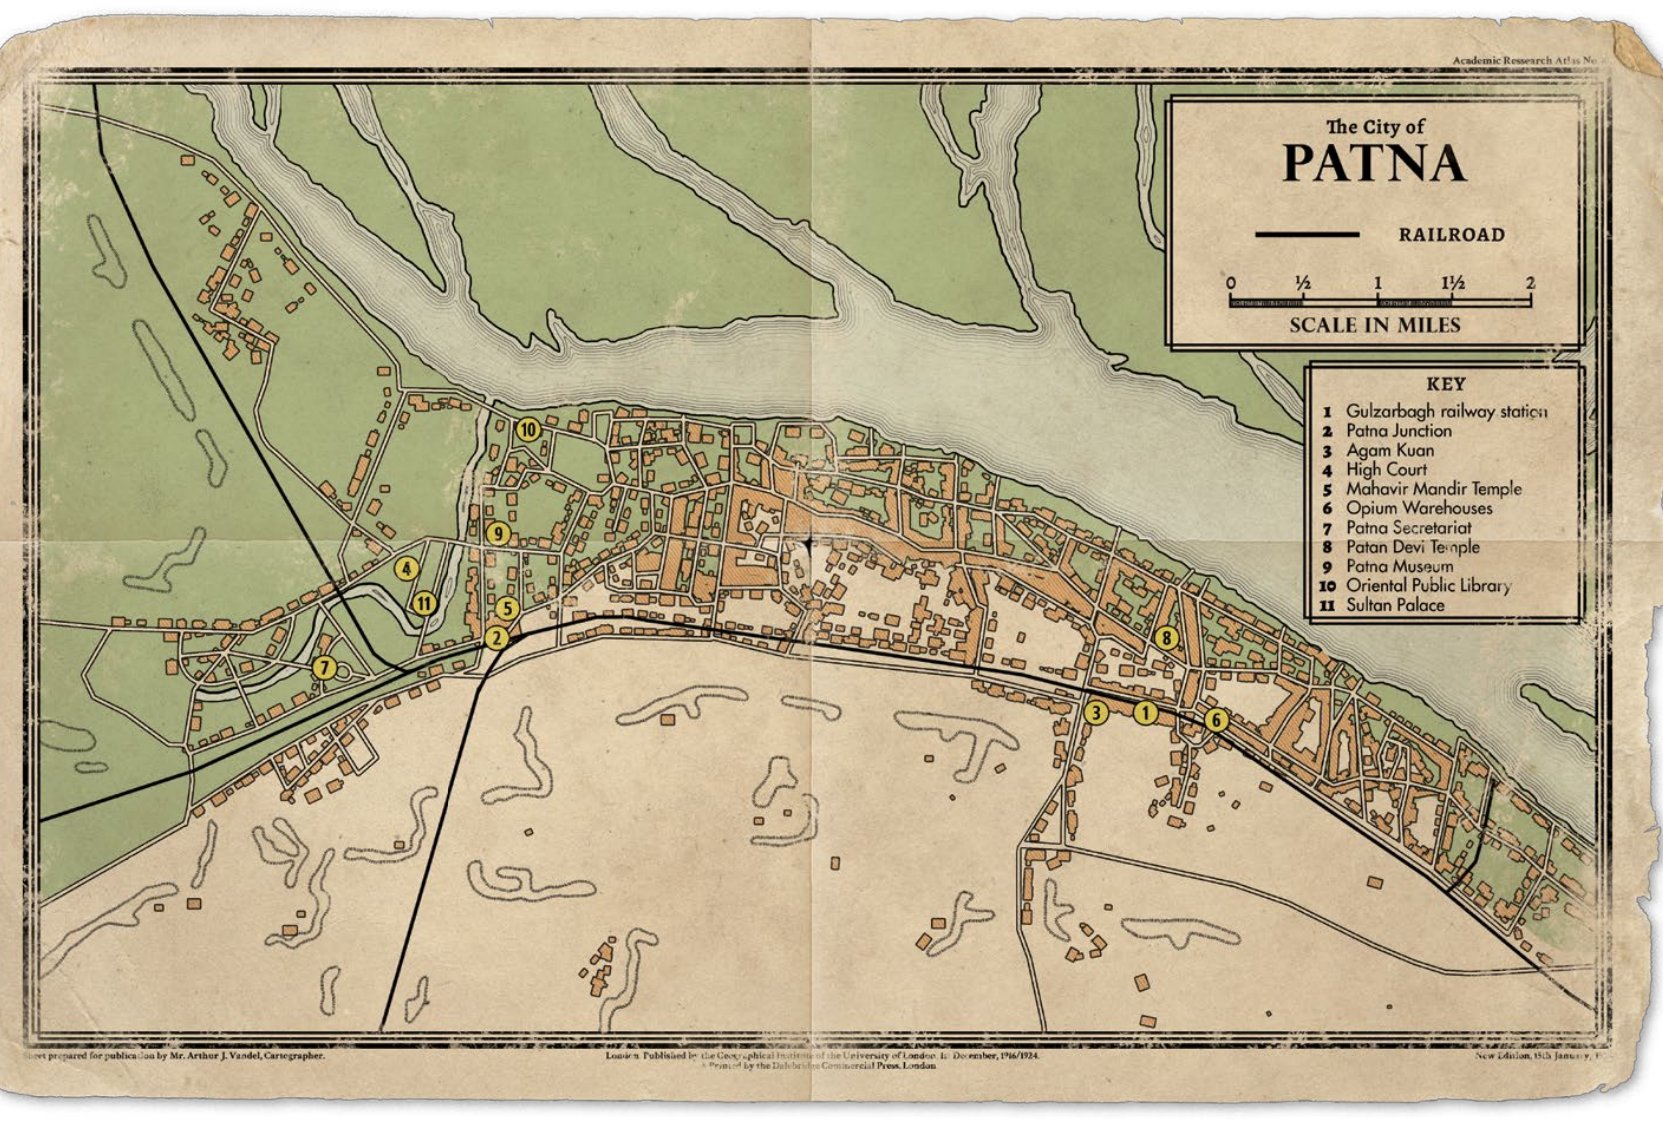 Academic Ressearch Atlas No.
The City of
PATNA
RAILROAD
0 ½ 1 1½ 2
SCALE IN MILES
KEY
1 Gulzarbagh railway station
2 Patna Junction
3 Agam Kuan
4 High Court
5 Mahavir Mandir Temple
6 Opium Warehouses
7 Patna Secretariat
8 Patan Devi Temple
9 Patna Museum
10 Oriental Public Library
11 Sultan Palace
10
9
4
11
5
2
7
8
3 1 6
prepared for publication by Mr. Arthur J. Vandel, Cartographer.
London. Published by the Geographical Institute of the University of London. December, 1916/1924.
Printed by the Commercial Press, London
New Edition, 15th January,